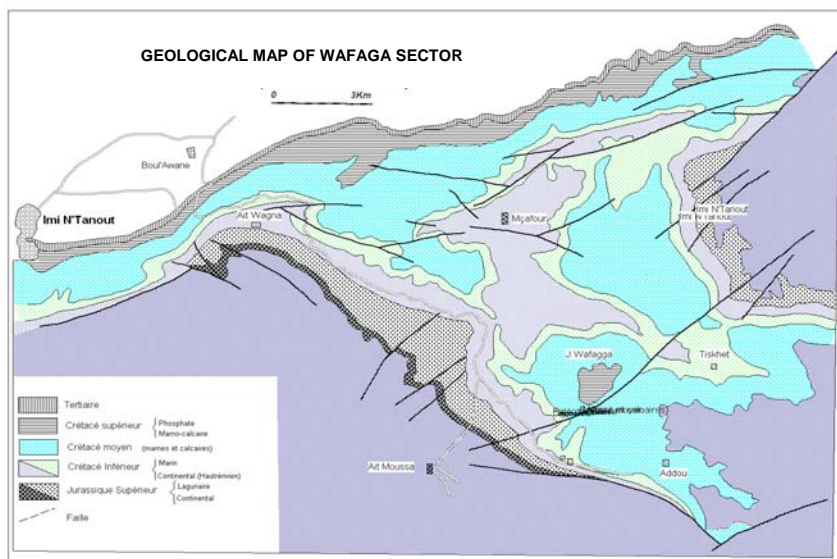 GEOLOGICAL MAP OF WAFAGA SECTOR
0 3Km
Boul'Awane
Imi N'Tanout
Ait Wagna
Mçafour
Imi N'Tanout
J.Wafagga
Tiskhet
Ait Moussa
Addou
Tertiaire
Crétacé supérieur
Phosphate
Marno-calcaire
Crétacé moyen (marnes et calcaires)
Crétacé Inférieur
Marin
Continental (Hautrévien)
Jurassique Supérieur
Lagunaire
Continental
Faille